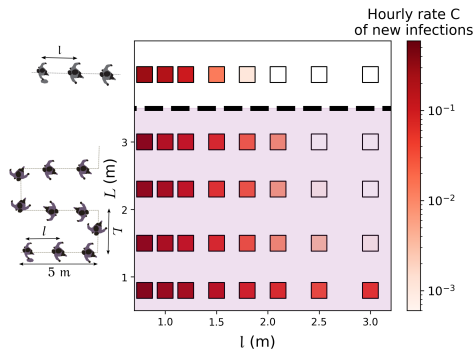 Hourly rate C
of new infections
l
L (m)
3
2
1
l
L
5 m
1.0
1.5
2.0
2.5
3.0
l (m)
10⁻¹
10⁻²
10⁻³